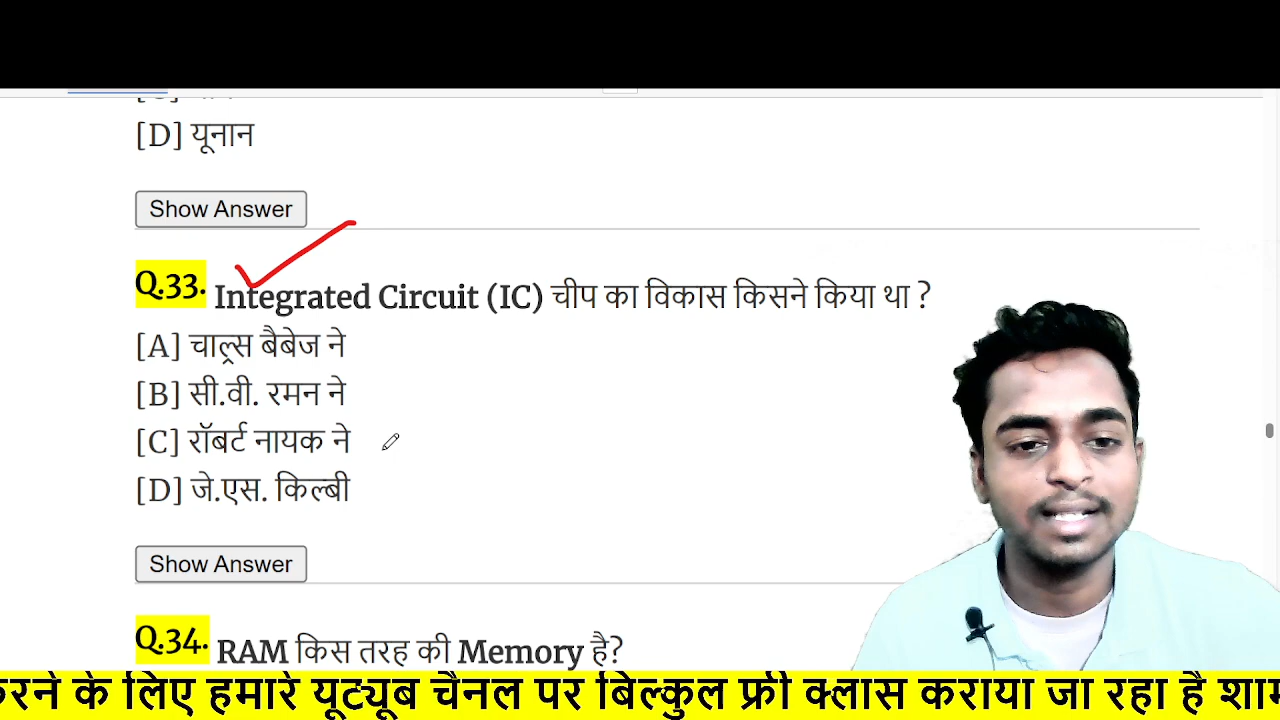 [D] यूनान
Show Answer
Q.33. Integrated Circuit (IC) चीप का विकास किसने किया था ?
[A] चाल्र्स बैबेज ने
[B] सी.वी. रमन ने
[C] रॉबर्ट नायक ने
[D] जे.एस. किल्बी
Show Answer
Q.34. RAM किस तरह की Memory है?
करने के लिए हमारे यूट्यूब चैनल पर बिल्कुल फ्री क्लास कराया जा रहा है